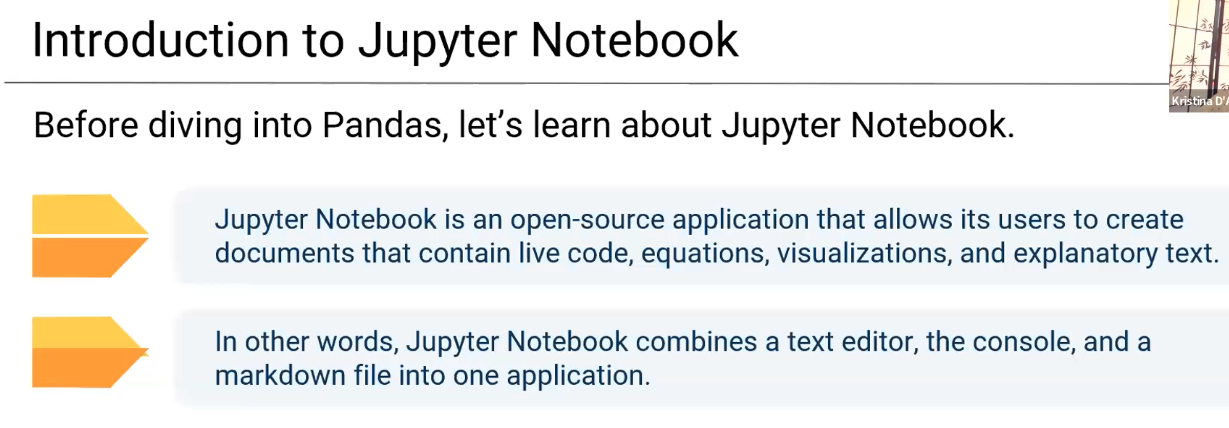 Introduction to Jupyter Notebook
Kristina D'
Before diving into Pandas, let's learn about Jupyter Notebook.
Jupyter Notebook is an open-source application that allows its users to create
documents that contain live code, equations, visualizations, and explanatory text.
In other words, Jupyter Notebook combines a text editor, the console, and a
markdown file into one application.